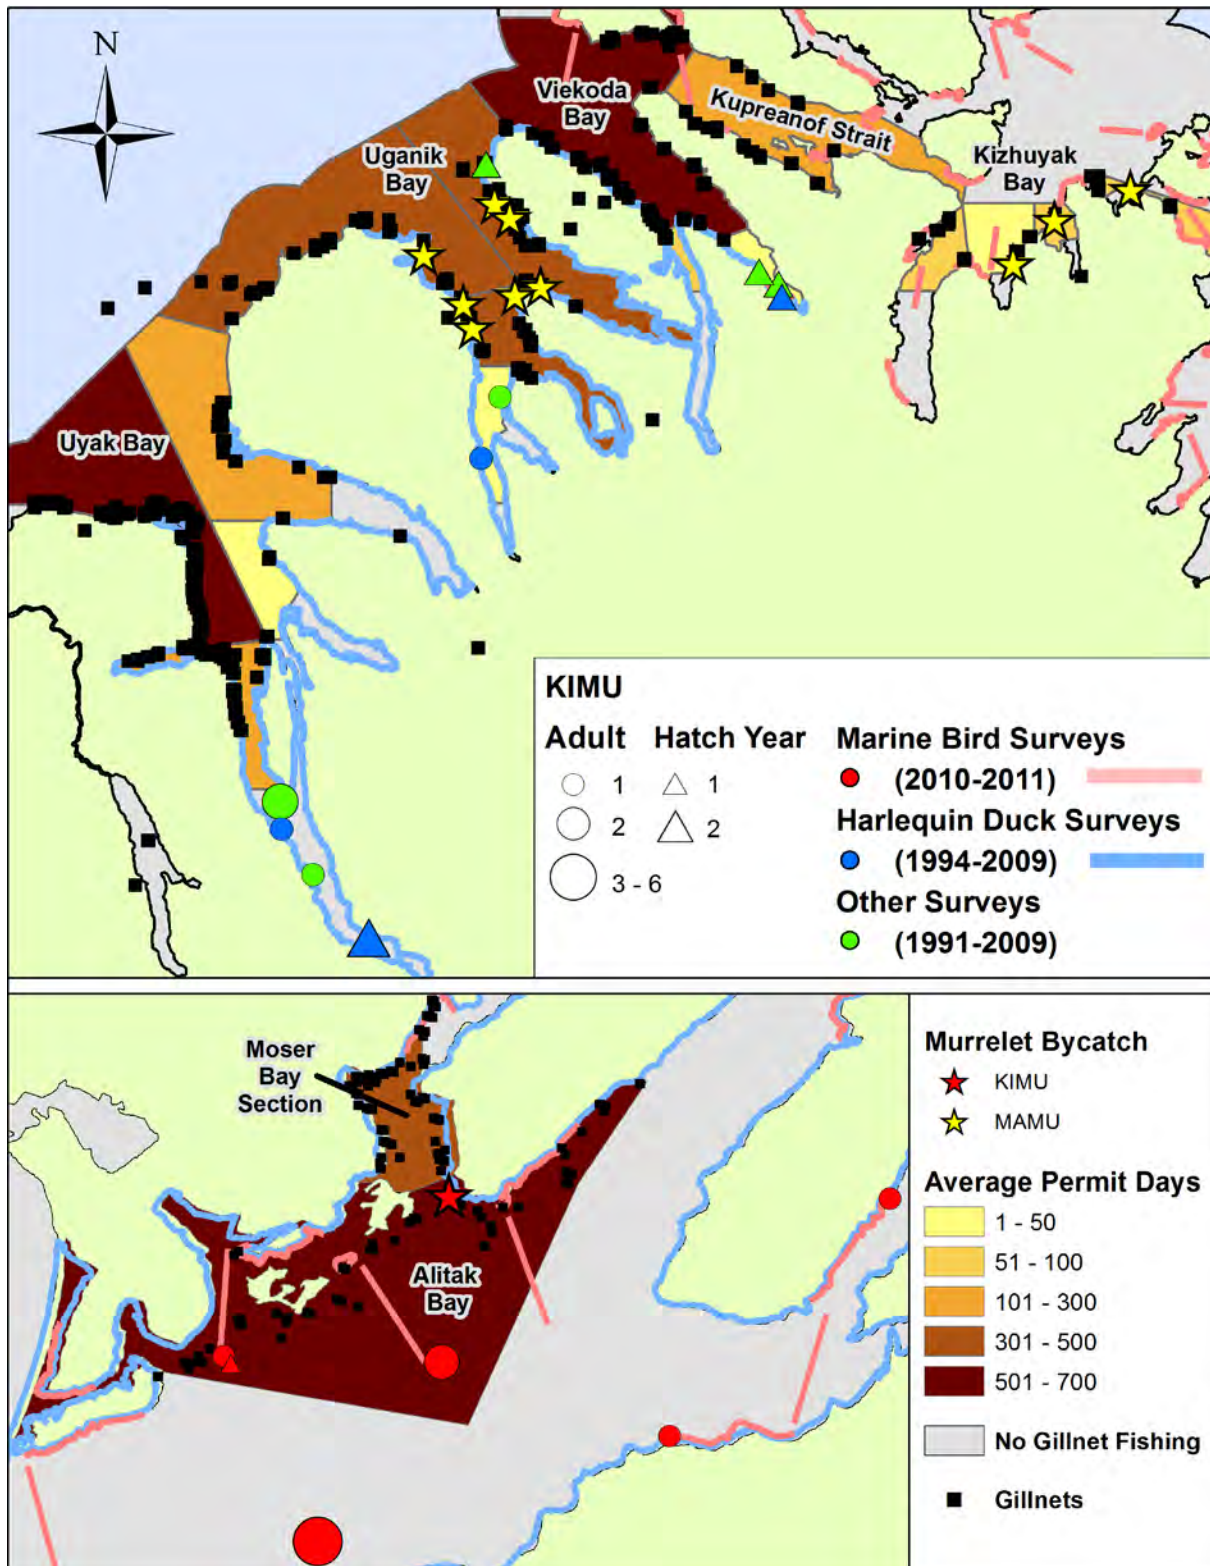 N
Viekoda
Bay
Kupreanof Strait
Uganik
Bay
Kizhuyak
Bay
Uyak Bay
KIMU
Adult Hatch Year
1 1
2 2
3 - 6
Marine Bird Surveys
(2010-2011)
Harlequin Duck Surveys
(1994-2009)
Other Surveys
(1991-2009)
Moser
Bay
Section
Alitak
Bay
Murrelet Bycatch
KIMU
MAMU
Average Permit Days
1 - 50
51 - 100
101 - 300
301 - 500
501 - 700
No Gillnet Fishing
Gillnets